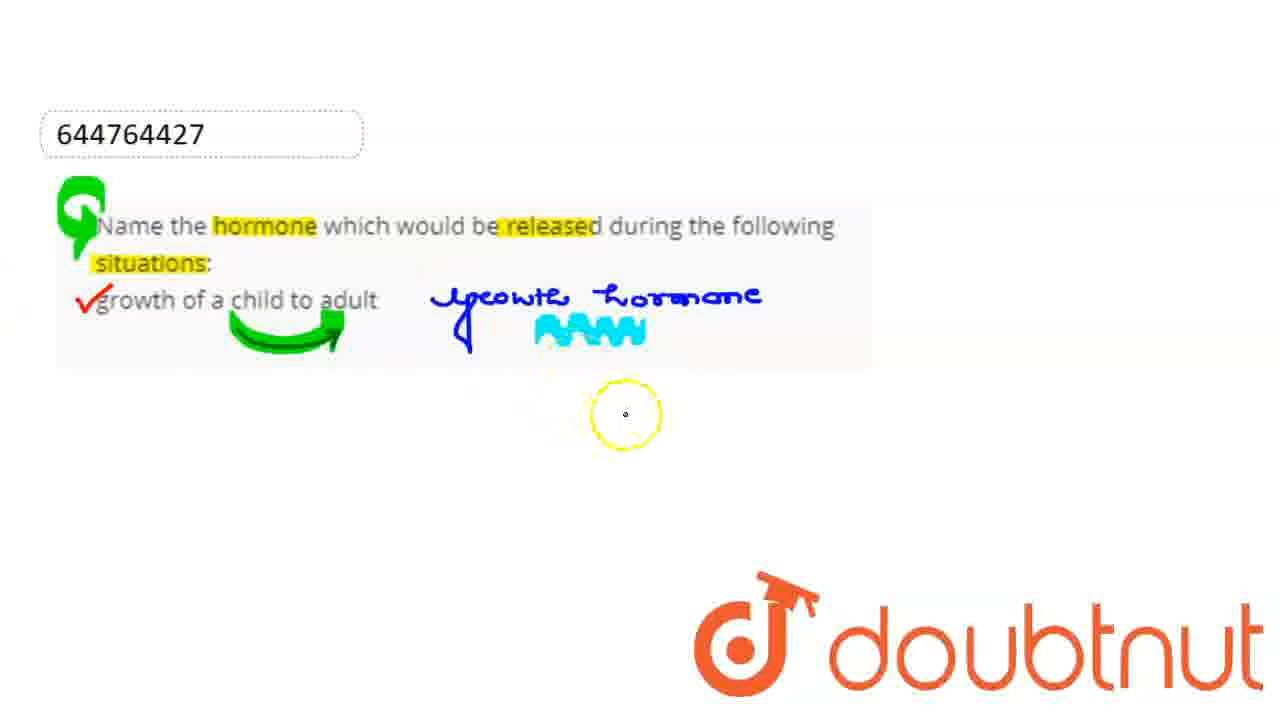 644764427
Name the hormone which would be released during the following
situations:
growth of a child to adult growth hormone
doubtnut